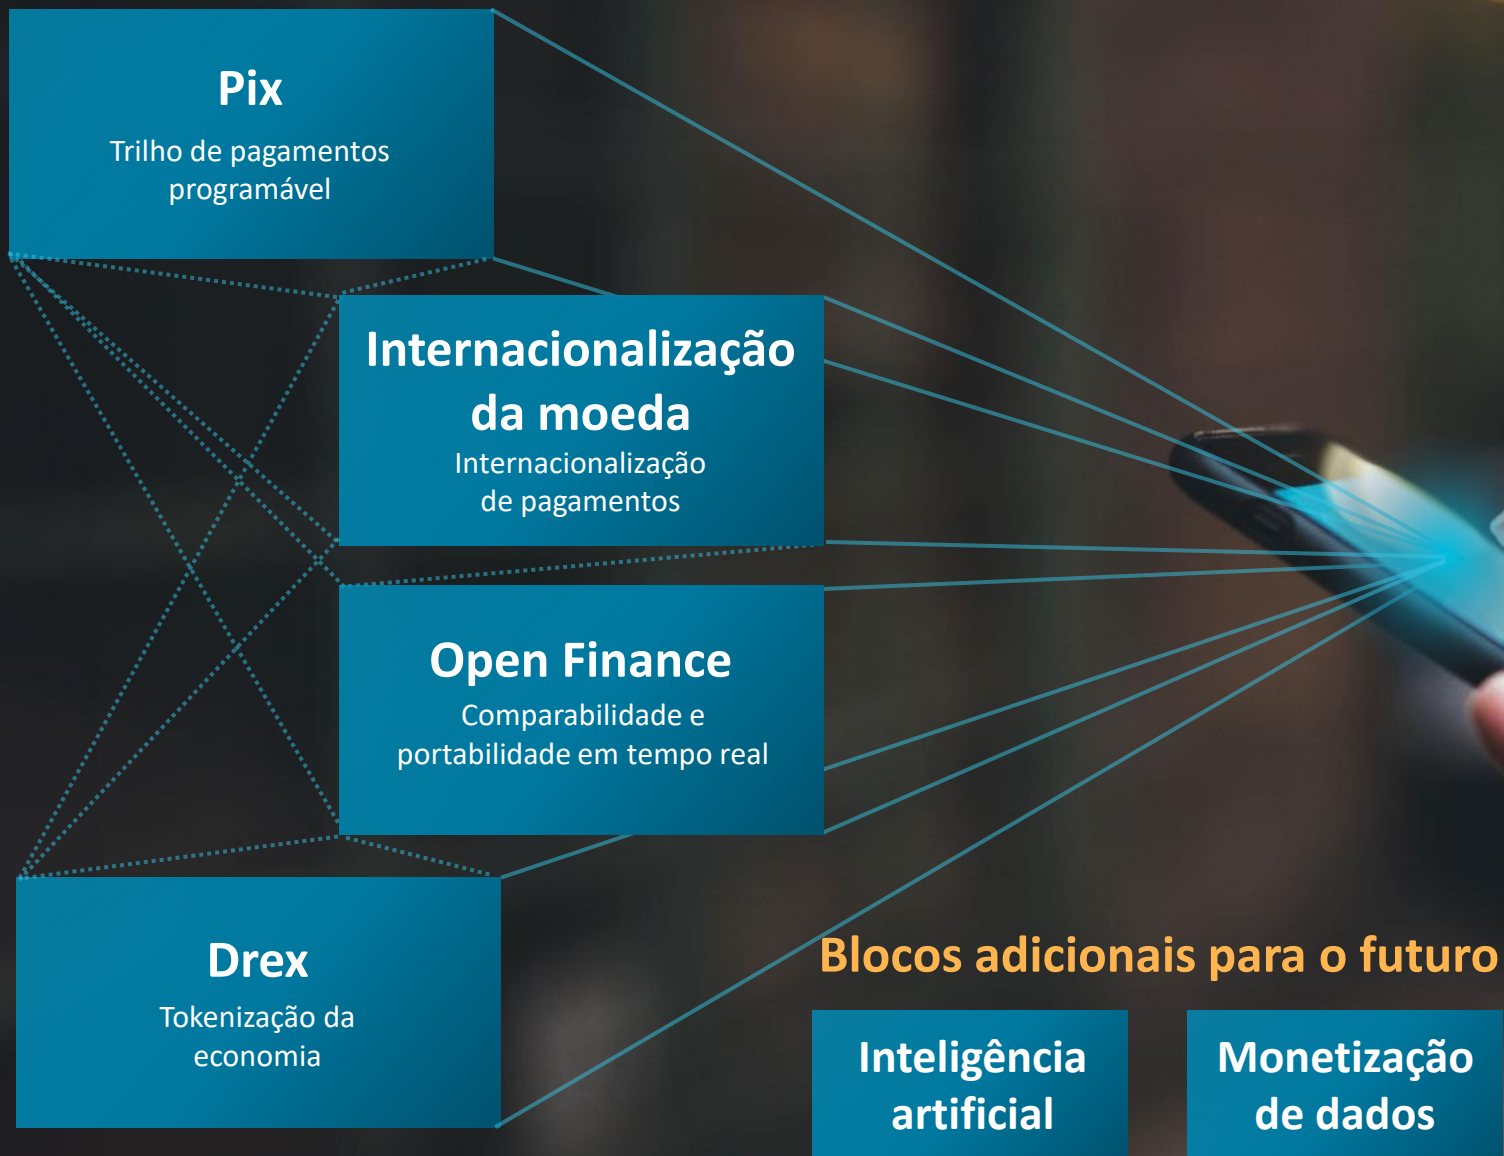 Pix
Trilho de pagamentos
programável
Internacionalização
da moeda
Internacionalização
de pagamentos
Open Finance
Comparabilidade e
portabilidade em tempo real
Drex
Tokenização da
economia
Blocos adicionais para o futuro
Inteligência
artificial
Monetização
de dados